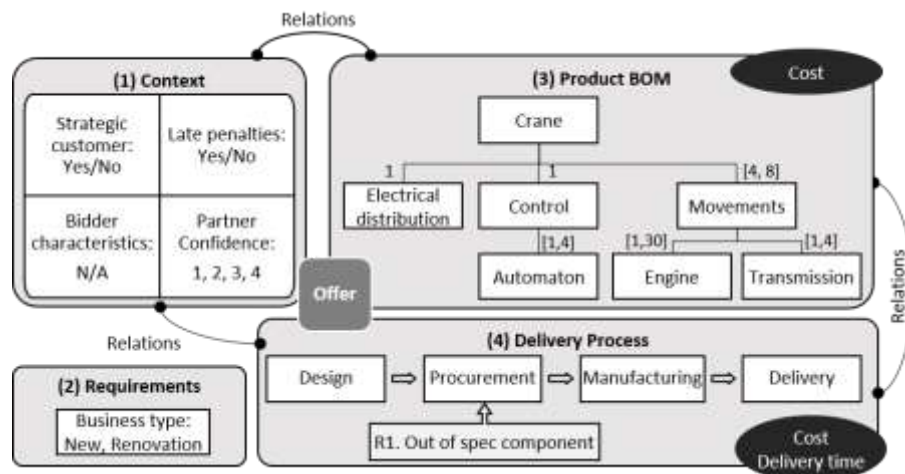 Relations
(1) Context
Strategic
customer:
Yes/No
Late penalties:
Yes/No
Bidder
characteristics:
N/A
Partner
Confidence:
1, 2, 3, 4
(3) Product BOM
Cost
Crane
1
1
[4, 8]
Electrical
distribution
Control
Movements
[1,4]
[1,30]
[1,4]
Automaton
Engine
Transmission
Offer
Relations
Relations
(2) Requirements
Business type:
New, Renovation
(4) Delivery Process
Design
Procurement
Manufacturing
Delivery
R1. Out of spec component
Cost
Delivery time